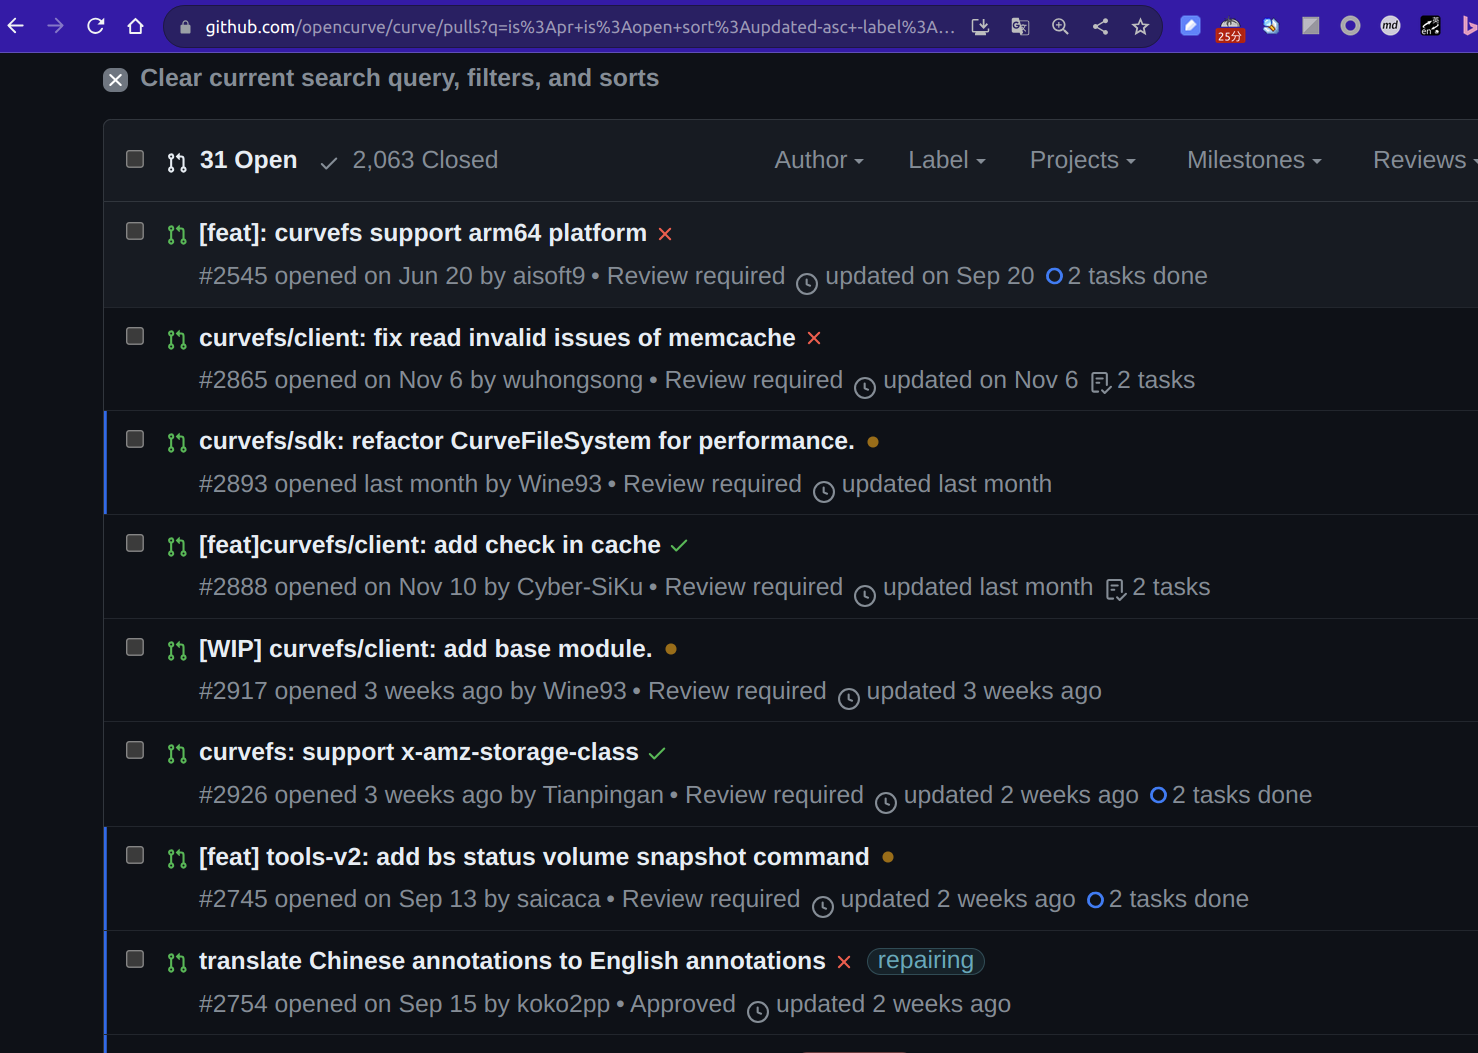 github.com/opencurve/curve/pulls?q=is%3Apr+is%3Aopen+sort%3Aupdated-asc+-label%3A...
25分
md
英
en
Clear current search query, filters, and sorts
31 Open 2,063 Closed Author Label Projects Milestones Reviews
[feat]: curvefs support arm64 platform
#2545 opened on Jun 20 by aisoft9 • Review required updated on Sep 20 2 tasks done
curvefs/client: fix read invalid issues of memcache
#2865 opened on Nov 6 by wuhongsong • Review required updated on Nov 6 2 tasks
curvefs/sdk: refactor CurveFileSystem for performance.
#2893 opened last month by Wine93 • Review required updated last month
[feat]curvefs/client: add check in cache
#2888 opened on Nov 10 by Cyber-SiKu • Review required updated last month 2 tasks
[WIP] curvefs/client: add base module.
#2917 opened 3 weeks ago by Wine93 • Review required updated 3 weeks ago
curvefs: support x-amz-storage-class
#2926 opened 3 weeks ago by Tianpingan • Review required updated 2 weeks ago 2 tasks done
[feat] tools-v2: add bs status volume snapshot command
#2745 opened on Sep 13 by saicaca • Review required updated 2 weeks ago 2 tasks done
translate Chinese annotations to English annotations repairing
#2754 opened on Sep 15 by koko2pp • Approved updated 2 weeks ago